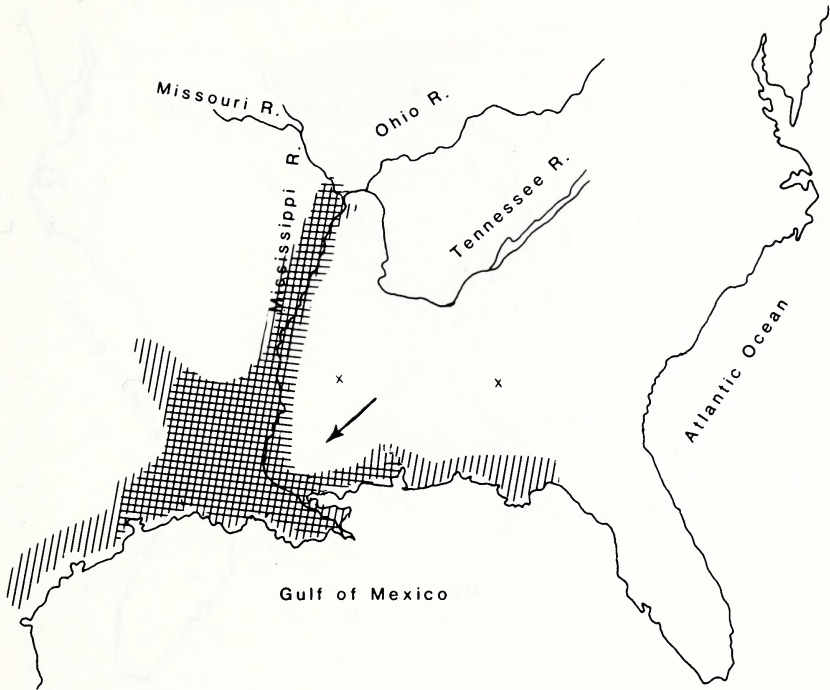 Missouri R.
Ohio R.
Mississippi R.
Tennessee R.
Atlantic Ocean
x
x
Gulf of Mexico